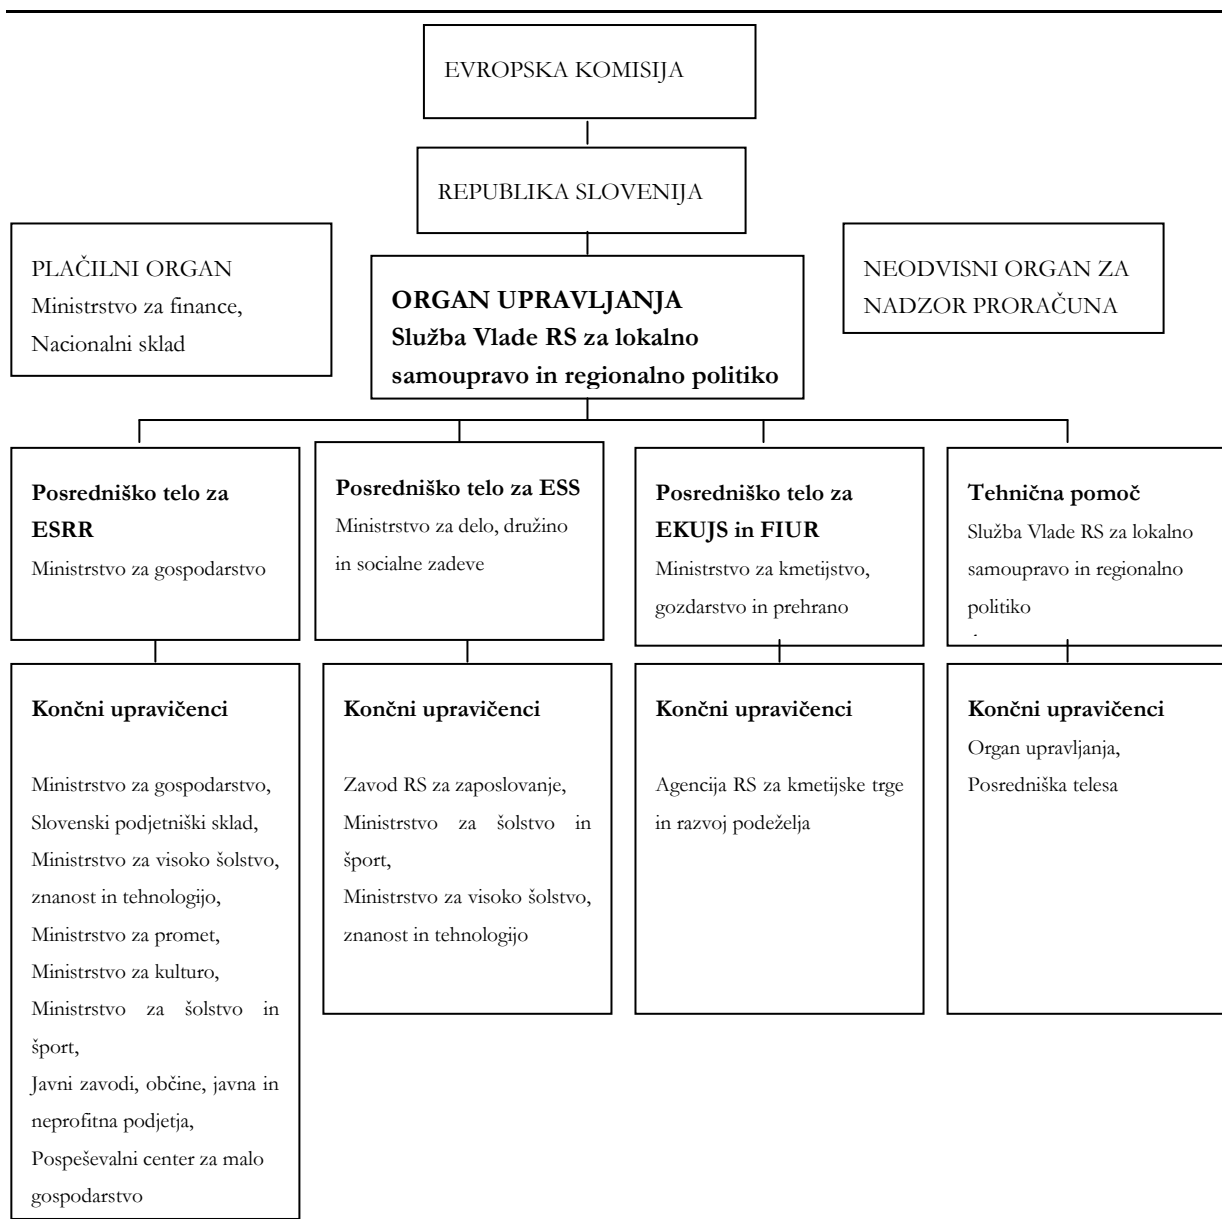 EVROPSKA KOMISIJA
REPUBLIKA SLOVENIJA
PLAČILNI ORGAN
Ministrstvo za finance,
Nacionalni sklad
ORGAN UPRAVLJANJA
Služba Vlade RS za lokalno
samoupravo in regionalno politiko
NEODVISNI ORGAN ZA
NADZOR PRORAČUNA
Posredniško telo za
ESRR
Ministrstvo za gospodarstvo
Posredniško telo za ESS
Ministrstvo za delo, družino
in socialne zadeve
Posredniško telo za
EKUJS in FIUR
Ministrstvo za kmetijstvo,
gozdarstvo in prehrano
Tehnična pomoč
Služba Vlade RS za lokalno
samoupravo in regionalno
politiko
Končni upravičenci
Ministrstvo za gospodarstvo,
Slovenski podjetniški sklad,
Ministrstvo za visoko šolstvo,
znanost in tehnologijo,
Ministrstvo za promet,
Ministrstvo za kulturo,
Ministrstvo za šolstvo in
šport,
Javni zavodi, občine, javna in
neprofitna podjetja,
Pospeševalni center za malo
gospodarstvo
Končni upravičenci
Zavod RS za zaposlovanje,
Ministrstvo za šolstvo in
šport,
Ministrstvo za visoko šolstvo,
znanost in tehnologijo
Končni upravičenci
Agencija RS za kmetijske trge
in razvoj podeželja
Končni upravičenci
Organ upravljanja,
Posredniška telesa